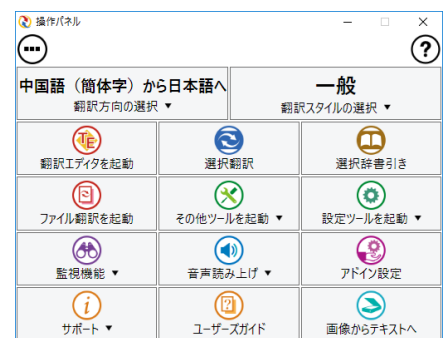 操作パネル
中国語（簡体字）から日本語へ
翻訳方向の選択 ▼
一般
翻訳スタイルの選択 ▼
翻訳エディタを起動
選択翻訳
選択辞書引き
ファイル翻訳を起動
その他ツールを起動 ▼
設定ツールを起動 ▼
監視機能 ▼
音声読み上げ ▼
アドイン設定
サポート ▼
ユーザーズガイド
画像からテキストへ